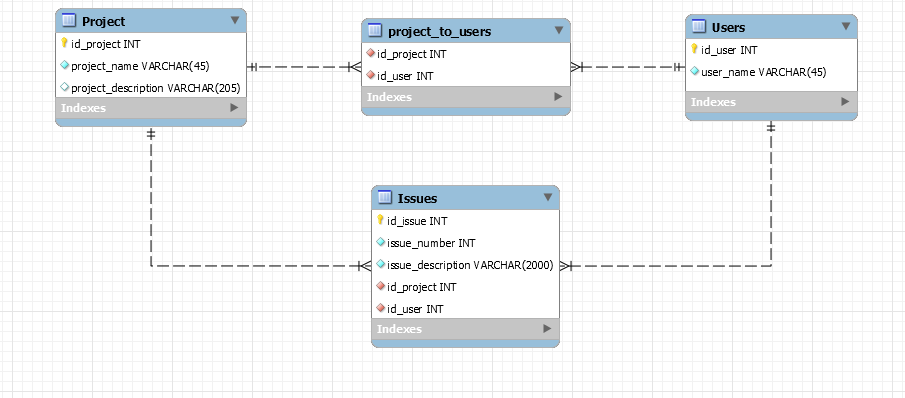 Project
id_project INT
project_name VARCHAR(45)
project_description VARCHAR(205)
Indexes
project_to_users
id_project INT
id_user INT
Indexes
Users
id_user INT
user_name VARCHAR(45)
Indexes
Issues
id_issue INT
issue_number INT
issue_description VARCHAR(2000)
id_project INT
id_user INT
Indexes